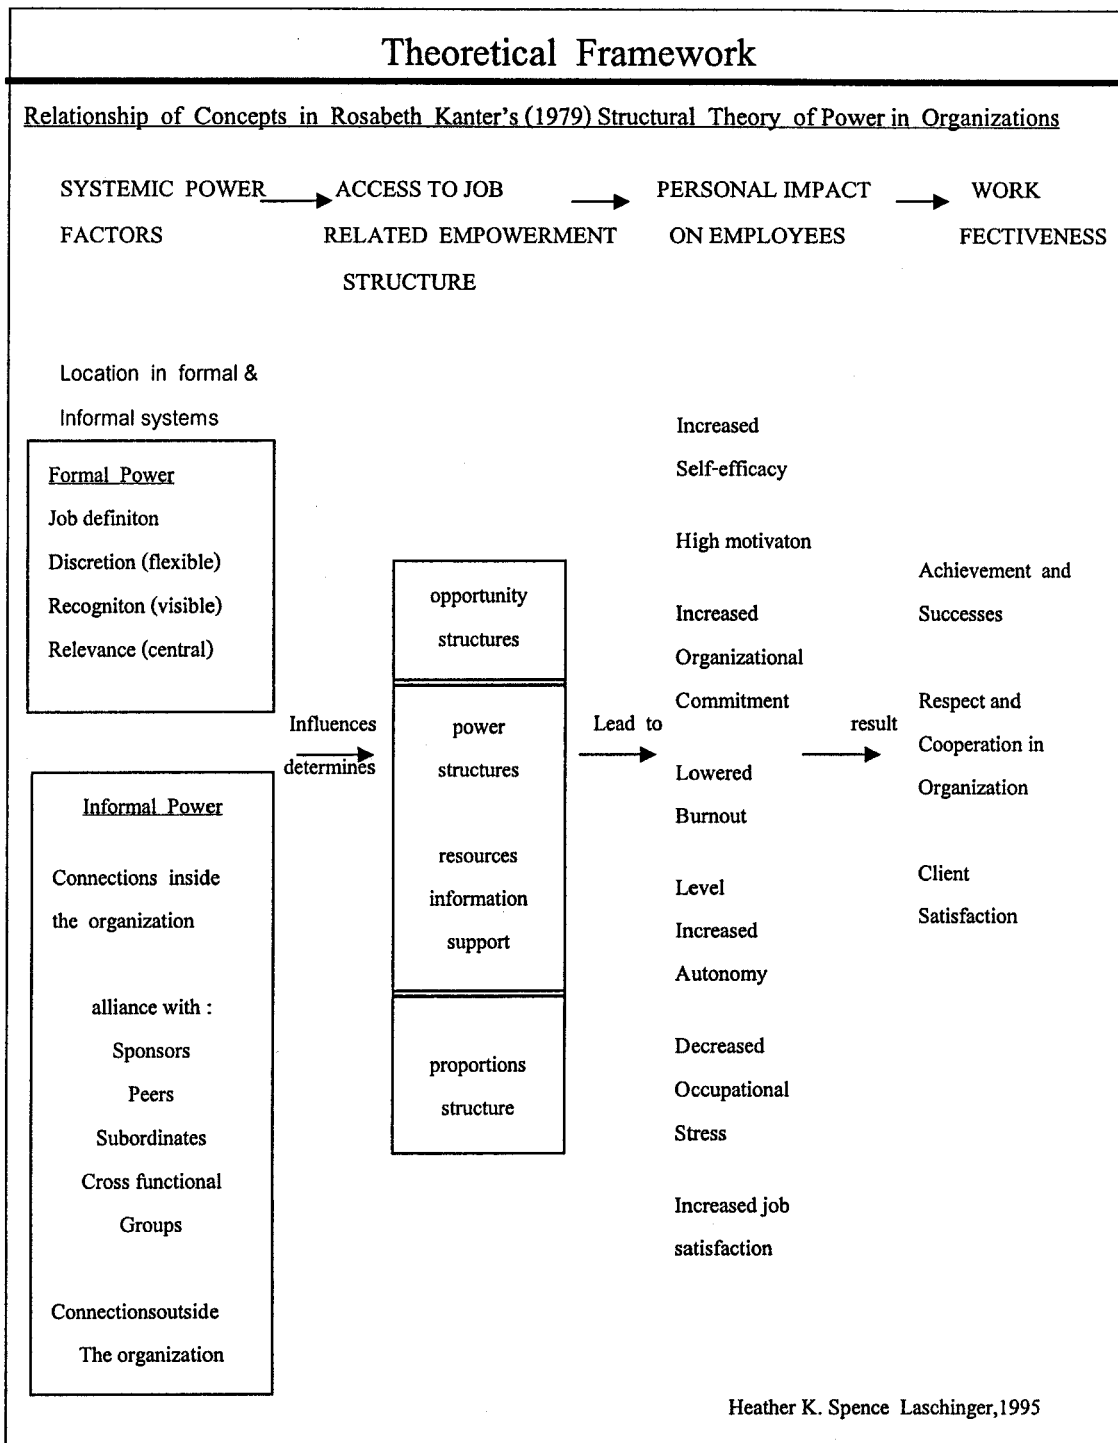 Theoretical Framework
Relationship of Concepts in Rosabeth Kanter's (1979) Structural Theory of Power in Organizations
SYSTEMIC POWER
FACTORS
ACCESS TO JOB
RELATED EMPOWERMENT
STRUCTURE
PERSONAL IMPACT
ON EMPLOYEES
WORK
FECTIVENESS
Location in formal &
Informal systems
Formal Power
Job definiton
Discretion (flexible)
Recogniton (visible)
Relevance (central)
Informal Power
Connections inside
the organization
alliance with :
Sponsors
Peers
Subordinates
Cross functional
Groups
Connectionsoutside
The organization
Influences
determines
opportunity
structures
power
structures
resources
information
support
proportions
structure
Lead to
Increased
Self-efficacy
High motivaton
Increased
Organizational
Commitment
Lowered
Burnout
Level
Increased
Autonomy
Decreased
Occupational
Stress
Increased job
satisfaction
result
Achievement and
Successes
Respect and
Cooperation in
Organization
Client
Satisfaction
Heather K. Spence Laschinger,1995